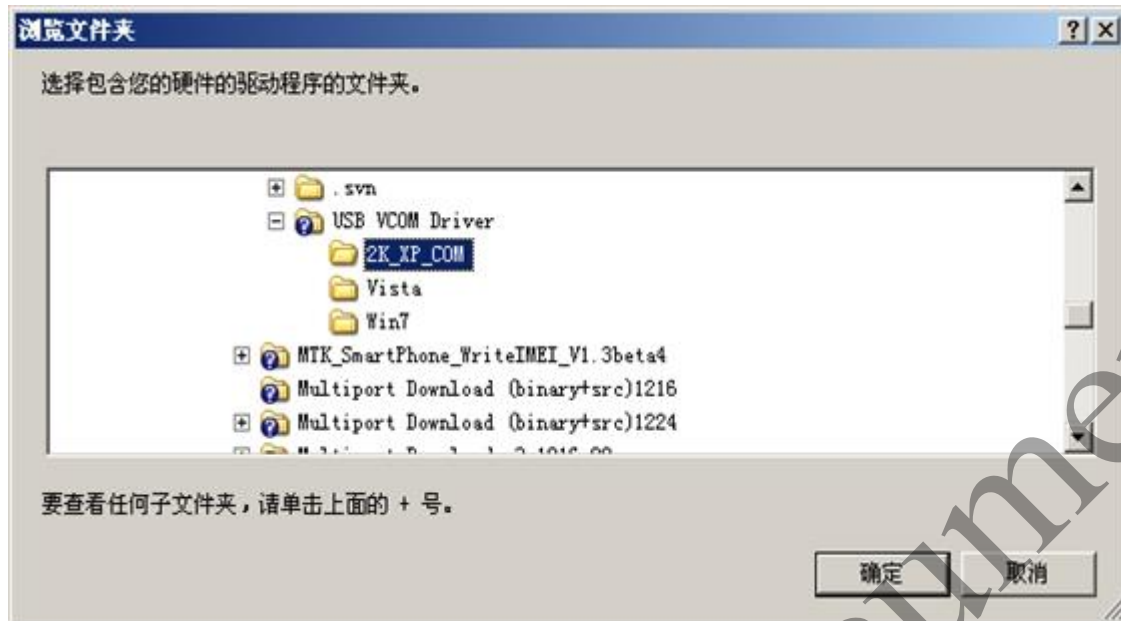 浏览文件夹
选择包含您的硬件的驱动程序的文件夹。
.svn
USB VCOM Driver
2K_XP_COM
Vista
Win7
MTK_SmartPhone_WriteIMEI_V1.3beta4
Multiport Download (binary+src)1216
Multiport Download (binary+src)1224
要查看任何子文件夹，请单击上面的 + 号。
确定 取消